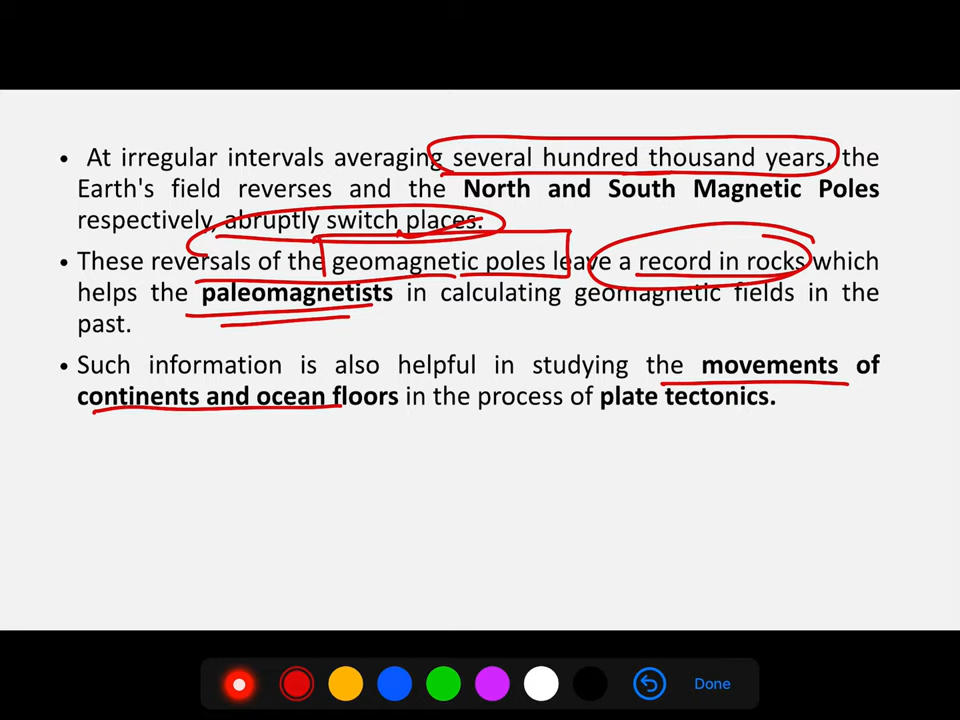 • At irregular intervals averaging several hundred thousand years, the
Earth's field reverses and the North and South Magnetic Poles
respectively, abruptly switch places.
• These reversals of the geomagnetic poles leave a record in rocks which
helps the paleomagnetists in calculating geomagnetic fields in the
past.
• Such information is also helpful in studying the movements of
continents and ocean floors in the process of plate tectonics.
Done